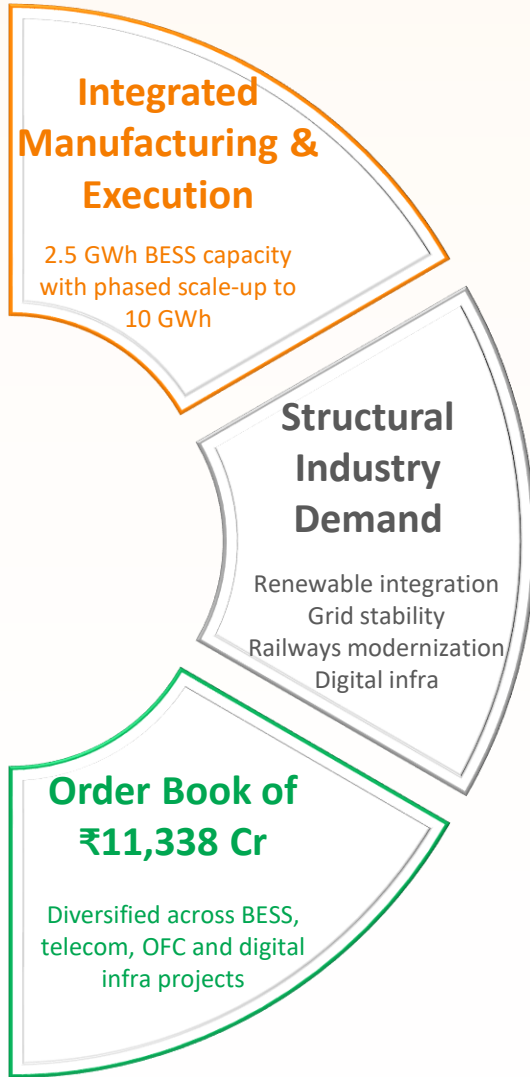 Integrated
Manufacturing &
Execution
2.5 GWh BESS capacity
with phased scale-up to
10 GWh
Structural
Industry
Demand
Renewable integration
Grid stability
Railways modernization
Digital infra
Order Book of
₹11,338 Cr
Diversified across BESS,
telecom, OFC and digital
infra projects